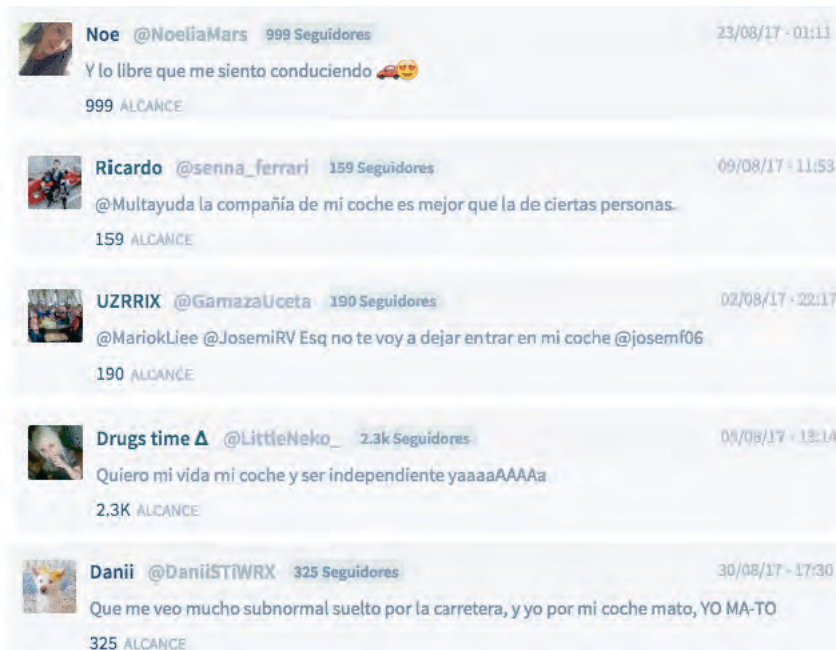 Noe @NoeliaMars 999 Seguidores 23/08/17 - 01:11
Y lo libre que me siento conduciendo 🚗😍
999 ALCANCE
Ricardo @senna_ferrari 159 Seguidores 09/08/17 - 11:53
@Multayuda la compañía de mi coche es mejor que la de ciertas personas.
159 ALCANCE
UZRRIX @GamazaUceta 190 Seguidores 02/08/17 - 22:17
@MariokLiee @JosemiRV Esq no te voy a dejar entrar en mi coche @josemf06
190 ALCANCE
Drugs time Δ @LittleNeko_ 2.3k Seguidores
Quiero mi vida mi coche y ser independiente yaaaaAAAAa
2.3K ALCANCE
Danii @DaniiSTiWRX 325 Seguidores 30/08/17 - 17:30
Que me veo mucho subnormal suelto por la carretera, y yo por mi coche mato, YO MA-TO
325 ALCANCE